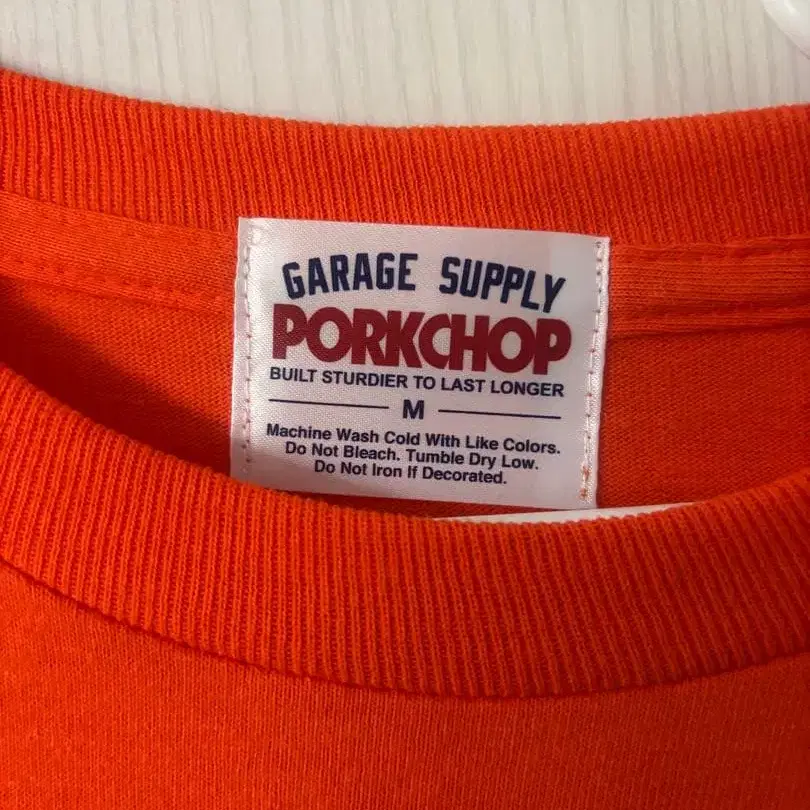 GARAGE SUPPLY
PORKCHOP
BUILT STURDIER TO LAST LONGER
M
Machine Wash Cold With Like Colors.
Do Not Bleach. Tumble Dry Low.
Do Not Iron If Decorated.